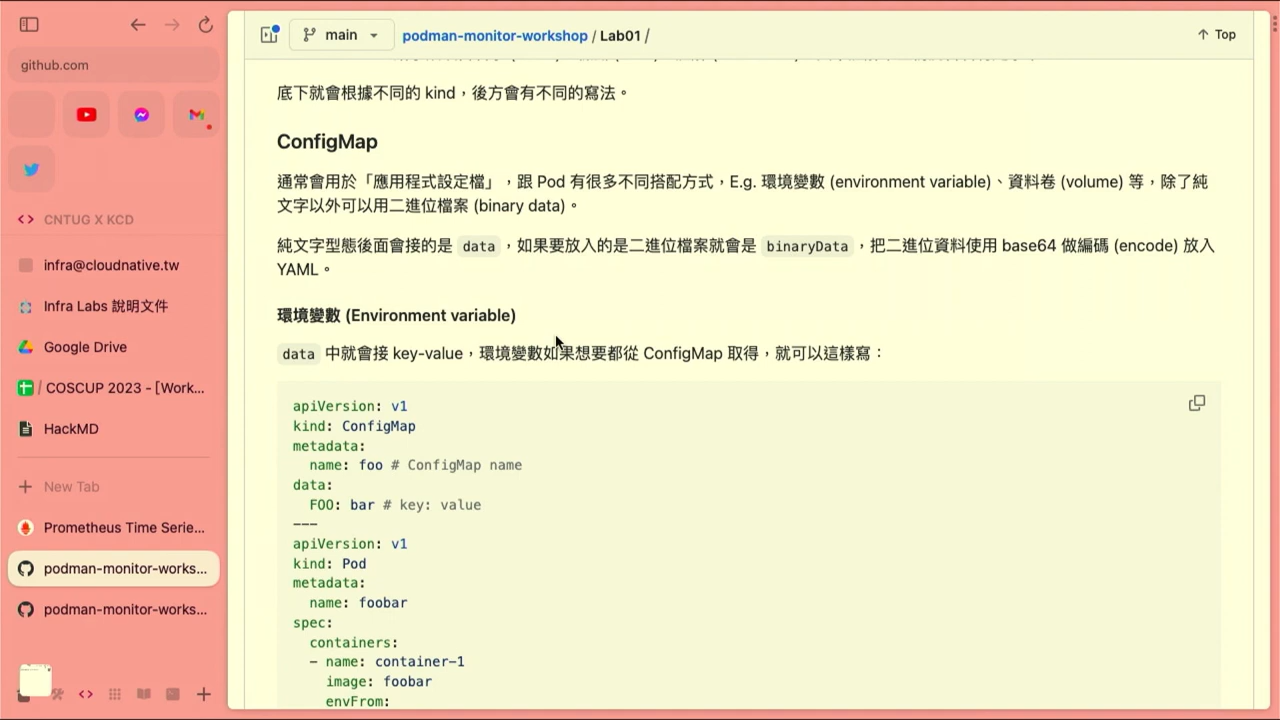 main
podman-monitor-workshop / Lab01 /
Top
github.com
CNTUG X KCD
infra@cloudnative.tw
Infra Labs 說明文件
Google Drive
/ COSCUP 2023 - [Work...
HackMD
New Tab
Prometheus Time Serie...
podman-monitor-works...
podman-monitor-works...
底下就會根據不同的 kind，後方會有不同的寫法。
ConfigMap
通常會用於「應用程式設定檔」，跟 Pod 有很多不同搭配方式，E.g. 環境變數 (environment variable)、資料卷 (volume) 等，除了純
文字以外可以用二進位檔案 (binary data)。
純文字型態後面會接的是 data，如果要放入的是二進位檔案就會是 binaryData，把二進位資料使用 base64 做編碼 (encode) 放入
YAML。
環境變數 (Environment variable)
data 中就會接 key-value，環境變數如果想要都從 ConfigMap 取得，就可以這樣寫：
apiVersion: v1
kind: ConfigMap
metadata:
  name: foo # ConfigMap name
data:
  FOO: bar # key: value
---
apiVersion: v1
kind: Pod
metadata:
  name: foobar
spec:
  containers:
  - name: container-1
    image: foobar
    envFrom: